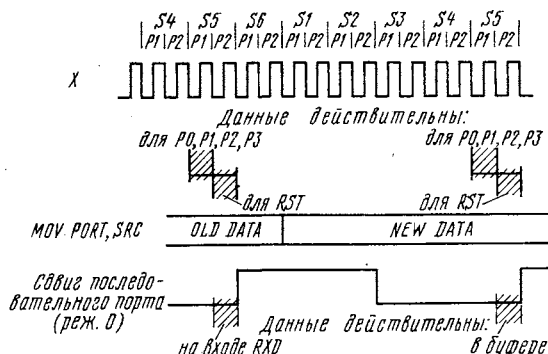 S4 S5 S6 S1 S2 S3 S4 S5
P1 P2 P1 P2 P1 P2 P1 P2 P1 P2 P1 P2 P1 P2 P1 P2
X
Данные действительны:
для P0, P1, P2, P3 для P0, P1, P2, P3
для RST для RST
MOV PORT, SRC OLD DATA NEW DATA
Сдвиг последо-
вательного порта
(реж. 0)
Данные действительны:
на входе RXD в буфере